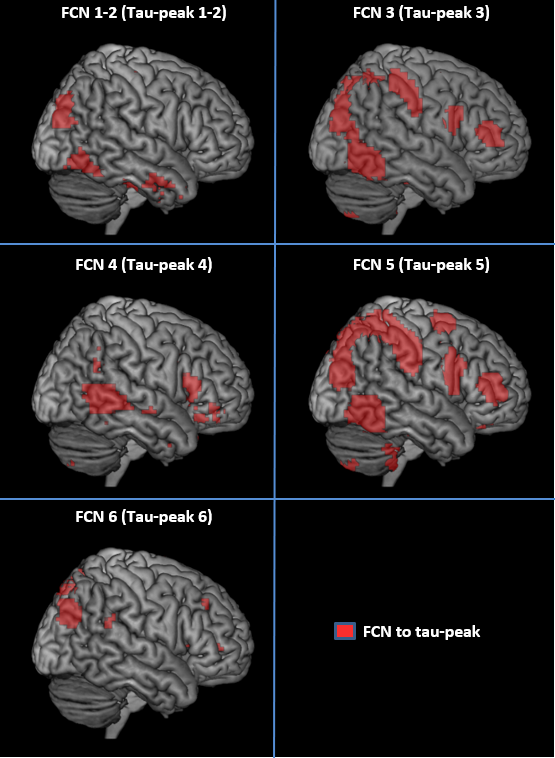 FCN 1-2 (Tau-peak 1-2)
FCN 3 (Tau-peak 3)
FCN 4 (Tau-peak 4)
FCN 5 (Tau-peak 5)
FCN 6 (Tau-peak 6)
FCN to tau-peak